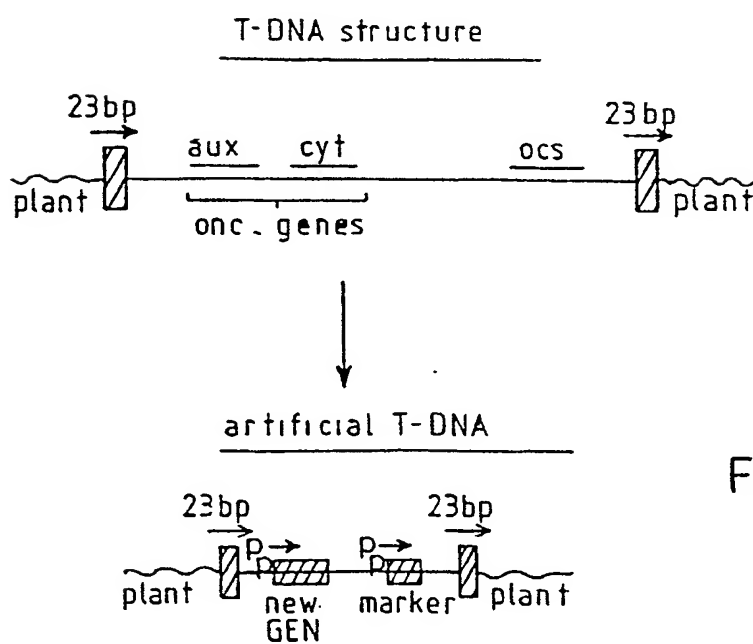 T-DNA structure
23bp
23bp
aux
cyt
ocs
plant
plant
onc. genes
artificial T-DNA
F
23bp
23bp
p
p
p
p
plant
new.
GEN
marker
plant